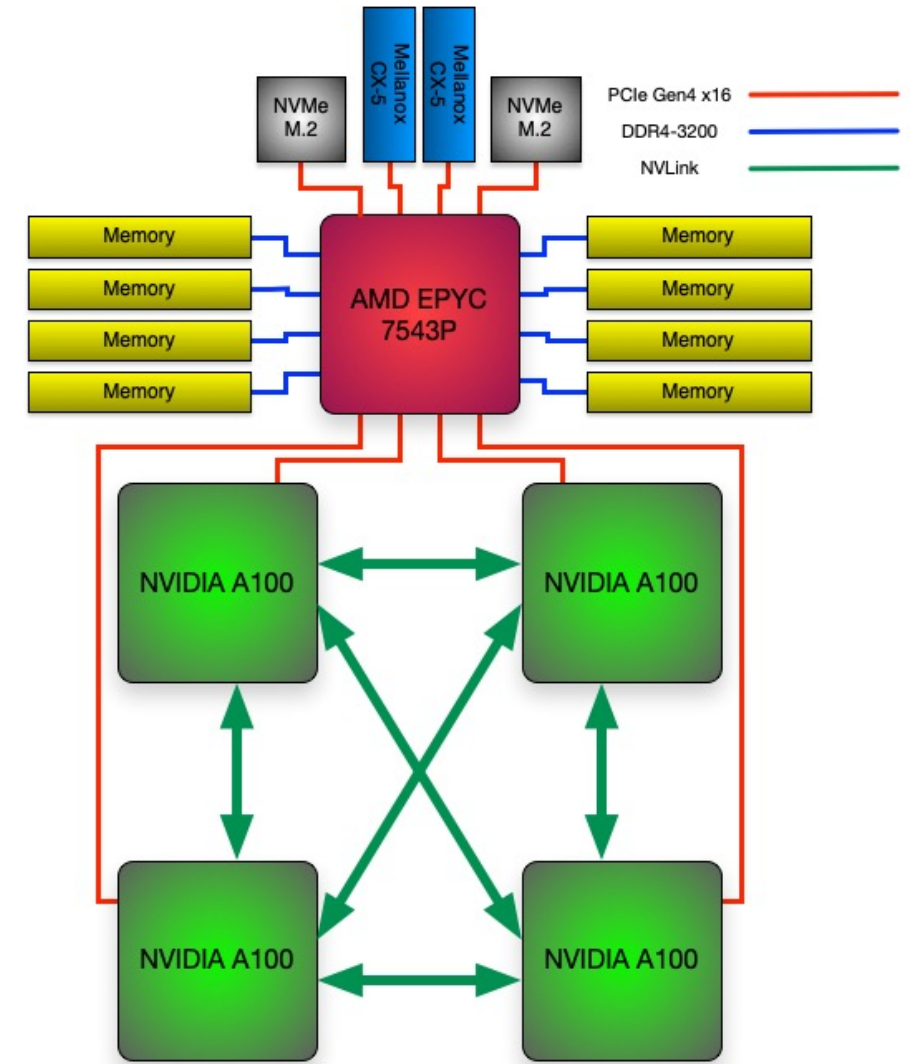 Mellanox
CX-5
Mellanox
CX-5
NVMe
M.2
NVMe
M.2
PCIe Gen4 x16
DDR4-3200
NVLink
Memory
Memory
Memory
Memory
AMD EPYC
7543P
Memory
Memory
Memory
Memory
NVIDIA A100
NVIDIA A100
NVIDIA A100
NVIDIA A100